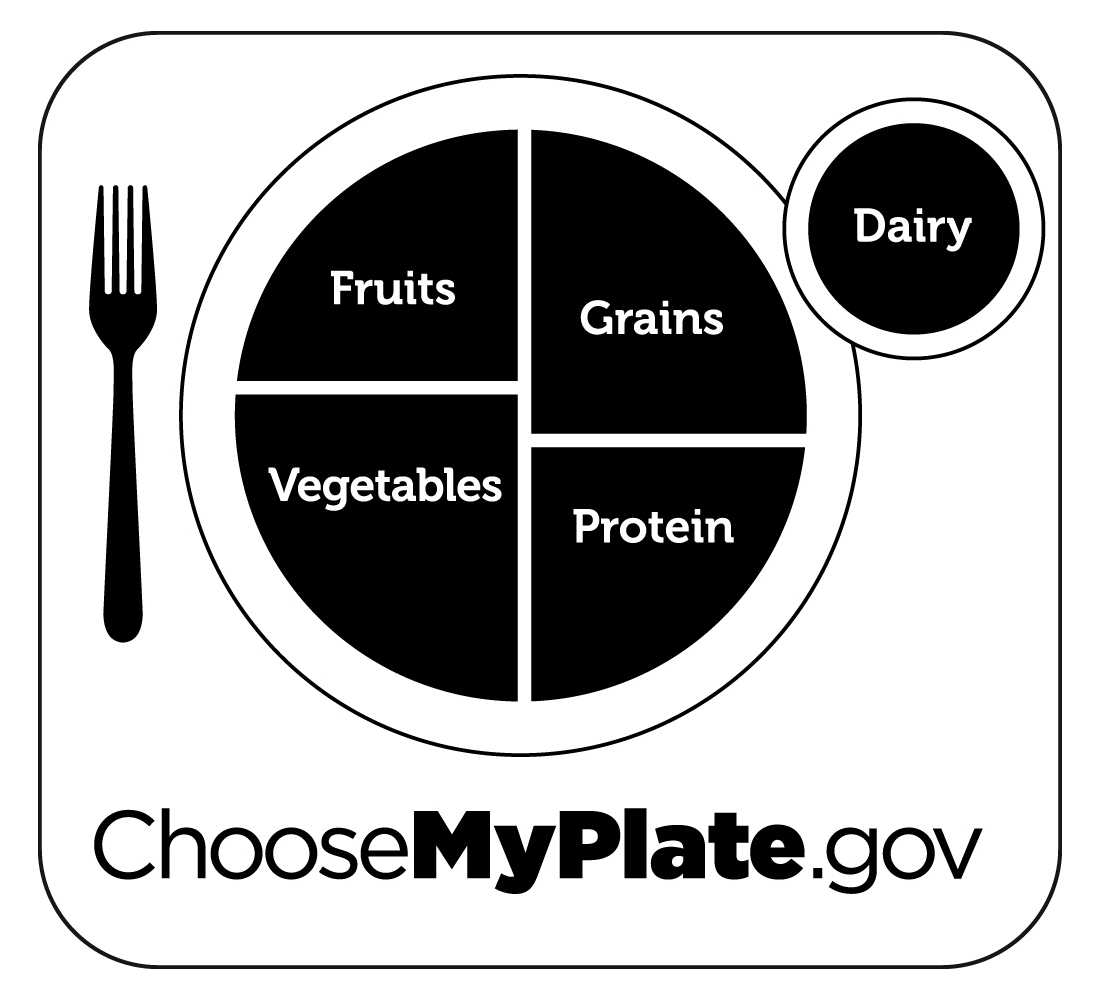 Fruits
Grains
Dairy
Vegetables
Protein
ChooseMyPlate.gov